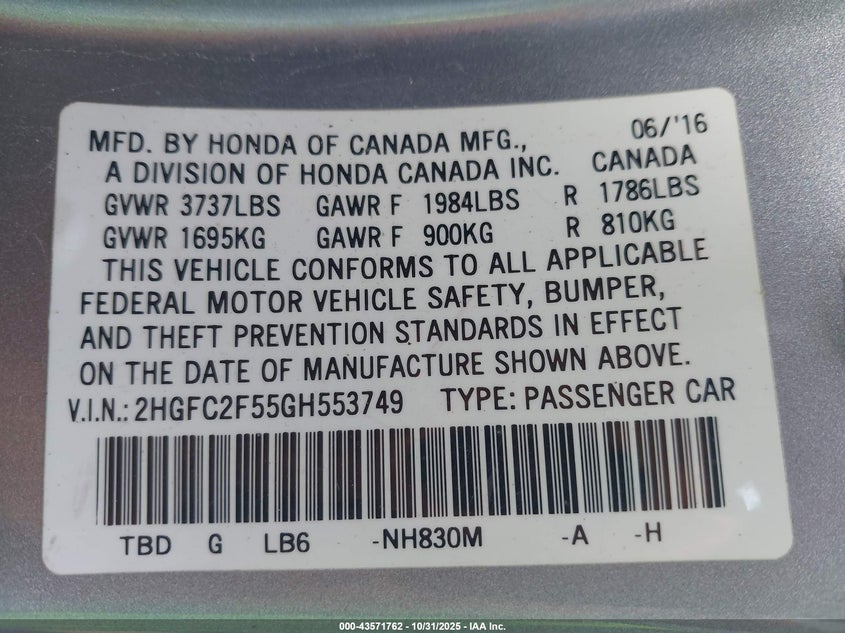 MFD. BY HONDA OF CANADA MFG., 06/'16
A DIVISION OF HONDA CANADA INC. CANADA
GVWR 3737LBS GAWR F 1984LBS R 1786LBS
GVWR 1695KG GAWR F 900KG R 810KG
THIS VEHICLE CONFORMS TO ALL APPLICABLE
FEDERAL MOTOR VEHICLE SAFETY, BUMPER,
AND THEFT PREVENTION STANDARDS IN EFFECT
ON THE DATE OF MANUFACTURE SHOWN ABOVE.
V.I.N.: 2HGFC2F55GH553749 TYPE: PASSENGER CAR
TBD G LB6 -NH830M -A -H
000-43571762 - 10/31/2025 - IAA Inc.